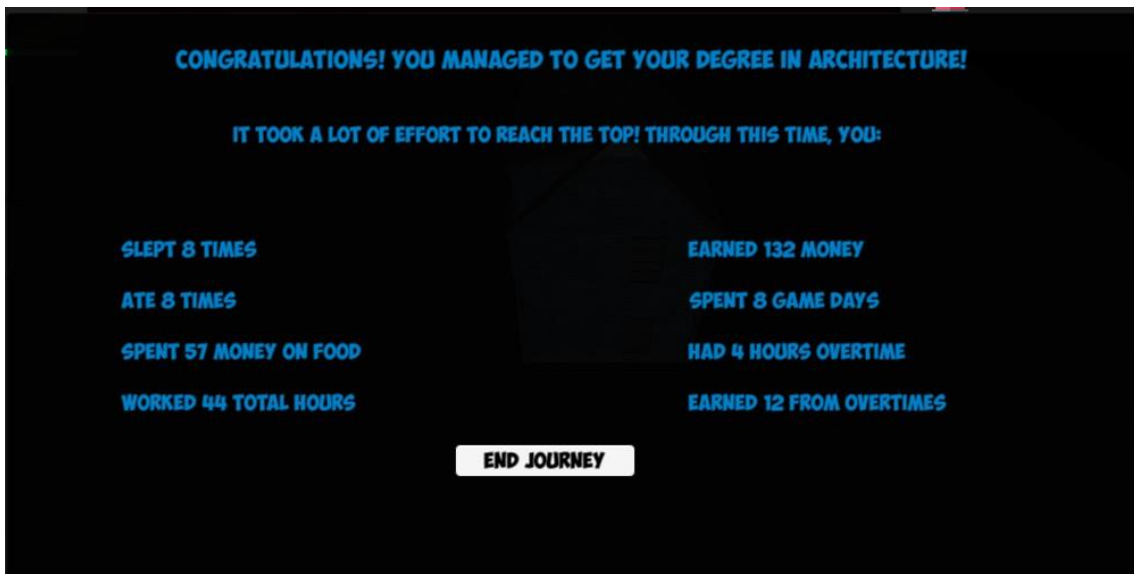 CONGRATULATIONS! YOU MANAGED TO GET YOUR DEGREE IN ARCHITECTURE!
IT TOOK A LOT OF EFFORT TO REACH THE TOP! THROUGH THIS TIME, YOU:
SLEPT 8 TIMES
EARNED 132 MONEY
ATE 8 TIMES
SPENT 8 GAME DAYS
SPENT 57 MONEY ON FOOD
HAD 4 HOURS OVERTIME
WORKED 44 TOTAL HOURS
EARNED 12 FROM OVERTIMES
END JOURNEY